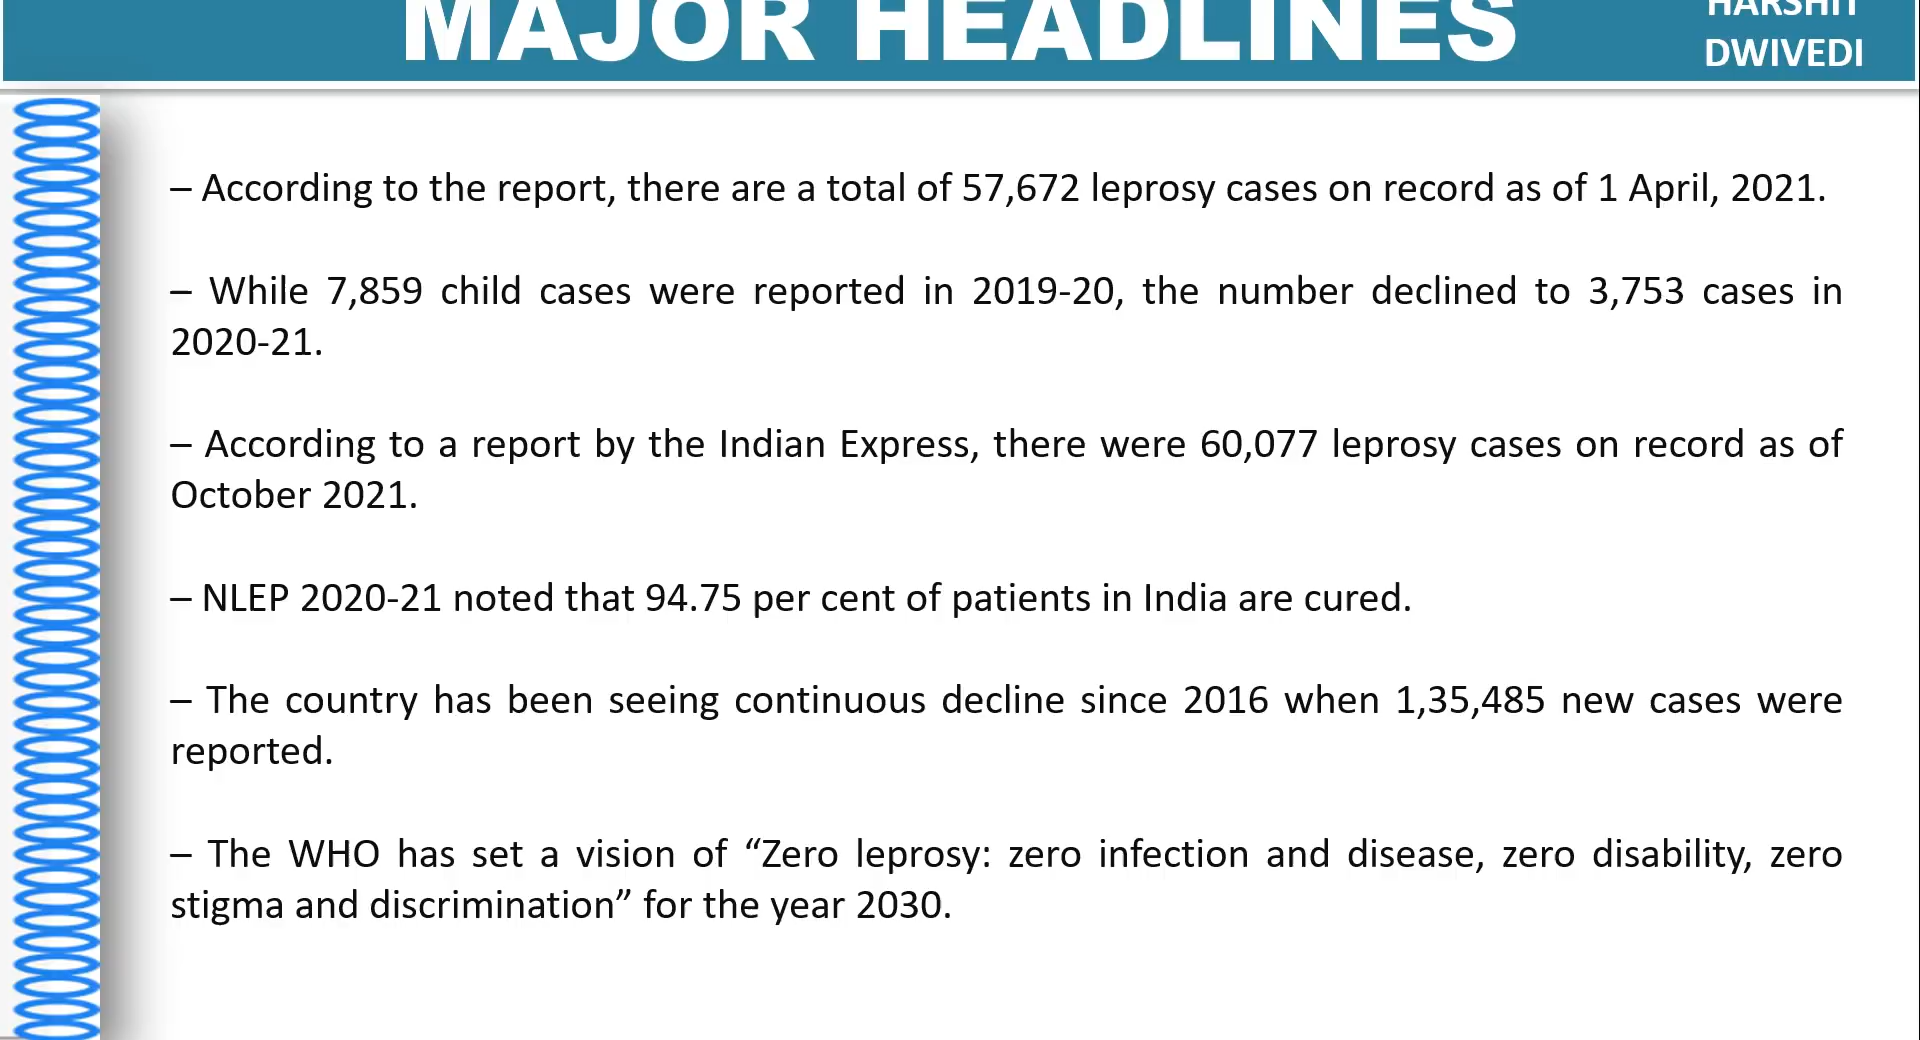 MAJOR HEADLINES
HARSHIT
DWIVEDI
– According to the report, there are a total of 57,672 leprosy cases on record as of 1 April, 2021.
– While 7,859 child cases were reported in 2019-20, the number declined to 3,753 cases in
2020-21.
– According to a report by the Indian Express, there were 60,077 leprosy cases on record as of
October 2021.
– NLEP 2020-21 noted that 94.75 per cent of patients in India are cured.
– The country has been seeing continuous decline since 2016 when 1,35,485 new cases were
reported.
– The WHO has set a vision of “Zero leprosy: zero infection and disease, zero disability, zero
stigma and discrimination” for the year 2030.